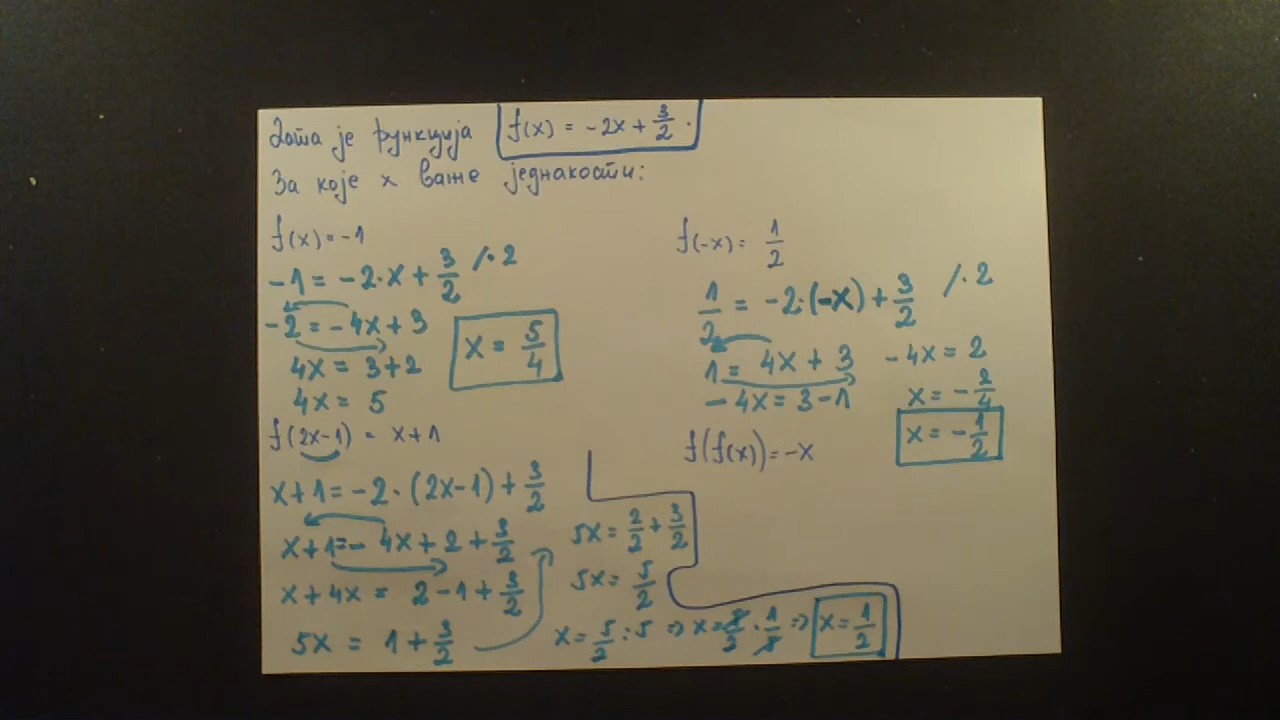 Дата је функција f(x) = -2x + 3/2.
За које x важе једнакости:
f(x) = -1
-1 = -2·x + 3/2 /·2
-2 = -4x + 3
4x = 3+2
4x = 5
x = 5/4
f(-x) = 1/2
1/2 = -2·(-x) + 3/2 /·2
1 = 4x + 3
-4x = 3-1
-4x = 2
x = -2/4
x = -1/2
f(2x-1) = x+1
x+1 = -2·(2x-1) + 3/2
x+1 = -4x+2+3/2
x+4x = 2-1+3/2
5x = 1+3/2
5x = 2/2 + 3/2
5x = 5/2
x = 5/2 : 5 => x = 5/2 · 1/5 => x = 1/2
f(f(x)) = -x